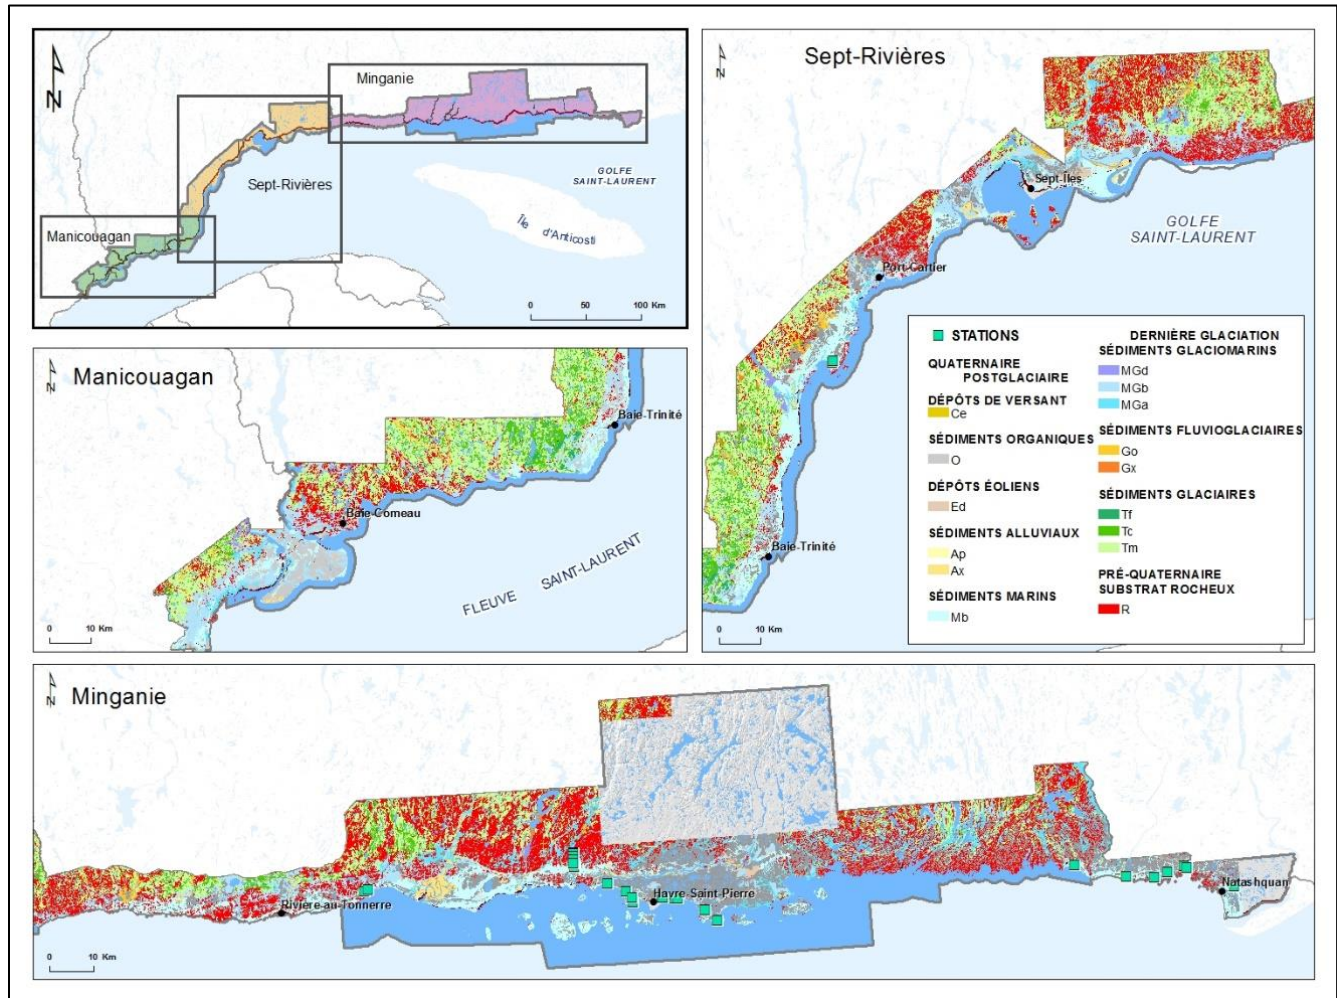 N
Minganie
Sept-Rivières
Manicouagan
GOLFE
SAINT-LAURENT
Île d'Anticosti
0 50 100 Km
N
Sept-Rivières
Sept-Îles
Port-Cartier
Baie-Trinité
GOLFE
SAINT-LAURENT
0 10 Km
STATIONS
QUATERNAIRE
POSTGLACIAIRE
DÉPÔTS DE VERSANT
Ce
SÉDIMENTS ORGANIQUES
O
DÉPÔTS ÉOLIENS
Ed
SÉDIMENTS ALLUVIAUX
Ap
Ax
SÉDIMENTS MARINS
Mb
DERNIÈRE GLACIATION
SÉDIMENTS GLACIOMARINS
MGd
MGb
MGa
SÉDIMENTS FLUVIOGLACIAIRES
Go
Gx
SÉDIMENTS GLACIAIRES
Tf
Tc
Tm
PRÉ-QUATERNAIRE
SUBSTRAT ROCHEUX
R
N
Manicouagan
Baie-Trinité
Baie-Comeau
FLEUVE SAINT-LAURENT
0 10 Km
N
Minganie
Rivière-au-Tonnerre
Havre-Saint-Pierre
Natashquan
0 10 Km